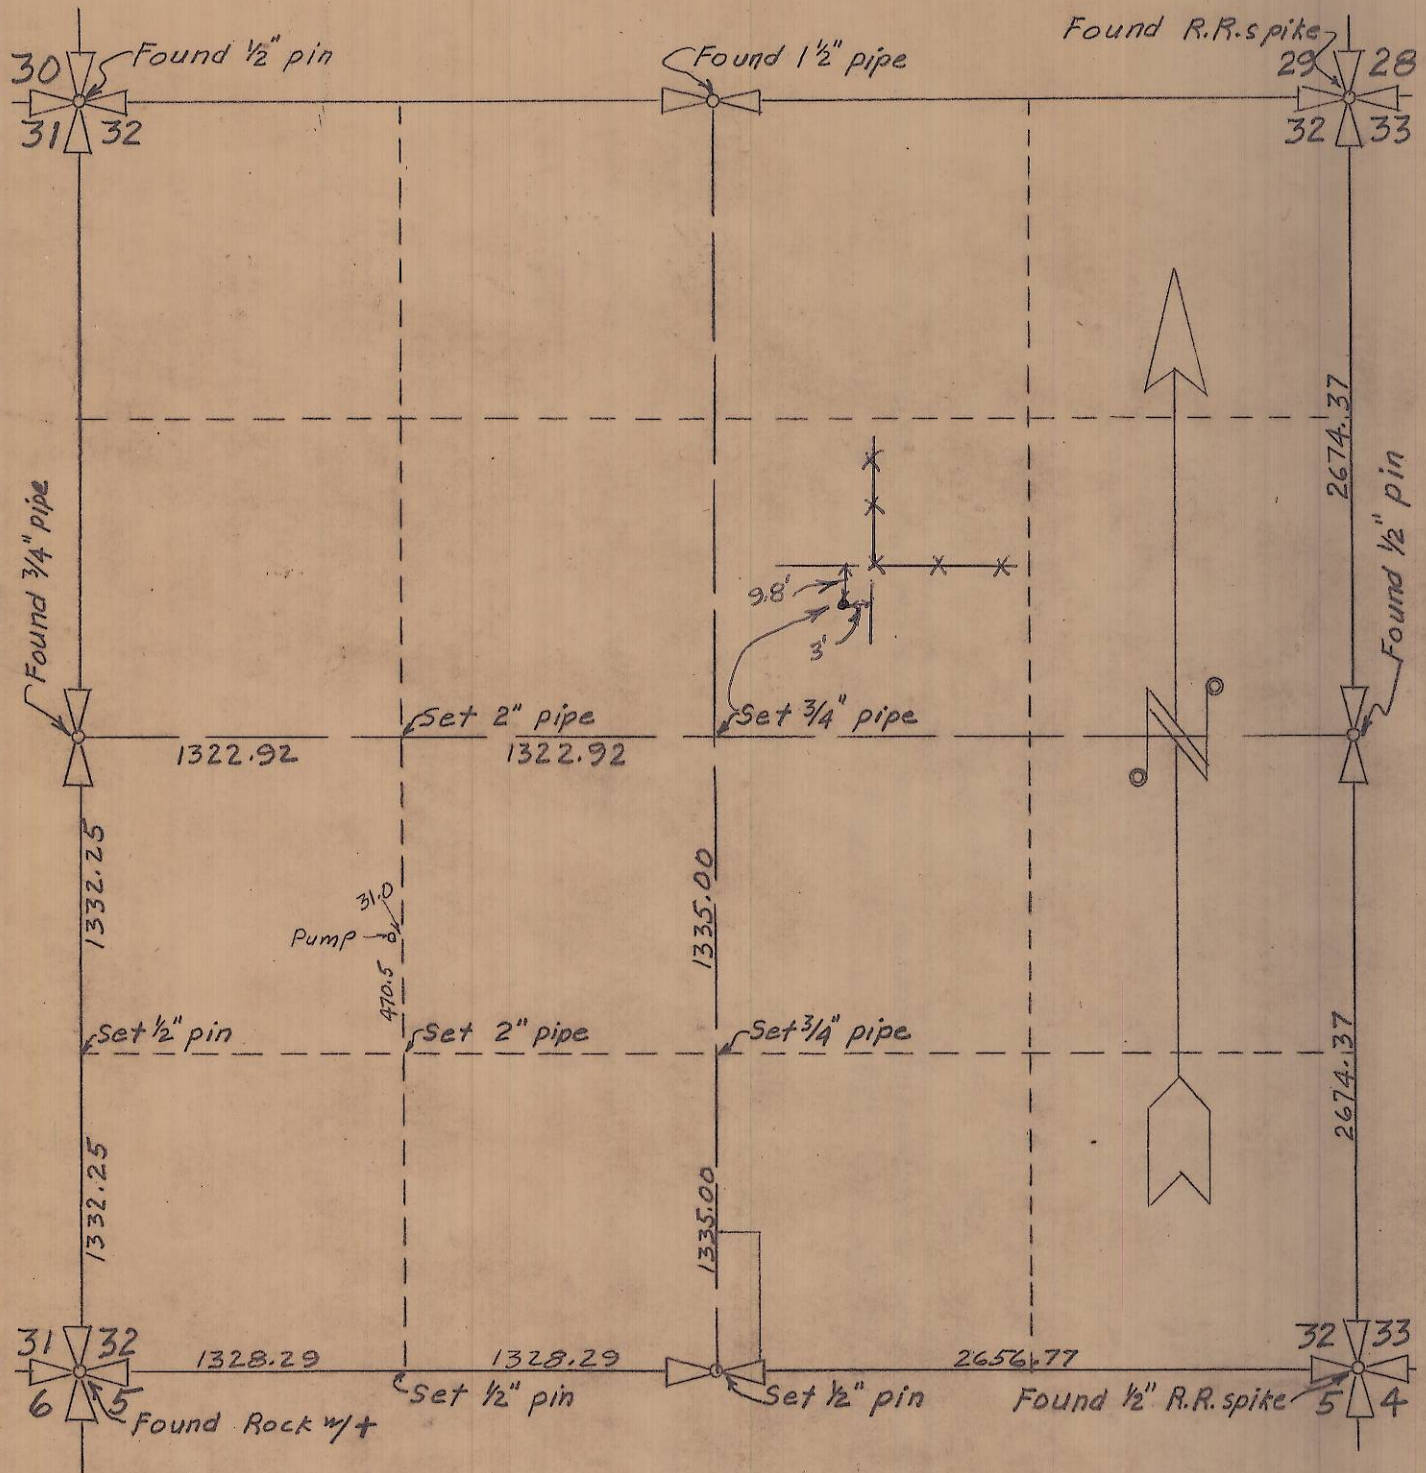 Found R.R. spike
30
Found 1/2" pin
Found 1 1/2" pipe
29
28
31
32
32
33
2674.37
Found 3/4" pipe
Found 1/2" pin
9.8'
3'
Set 2" pipe
Set 3/4" pipe
1322.92
1322.92
N
1332.25
1335.00
31.0
Pump
470.5
Set 1/2" pin
Set 2" pipe
Set 3/4" pipe
2674.37
1332.25
1335.00
31
32
1328.29
1328.29
2656.77
32
33
6
5
Set 1/2" pin
Set 1/2" pin
Found 1/2" R.R. spike
5
4
Found Rock w/+